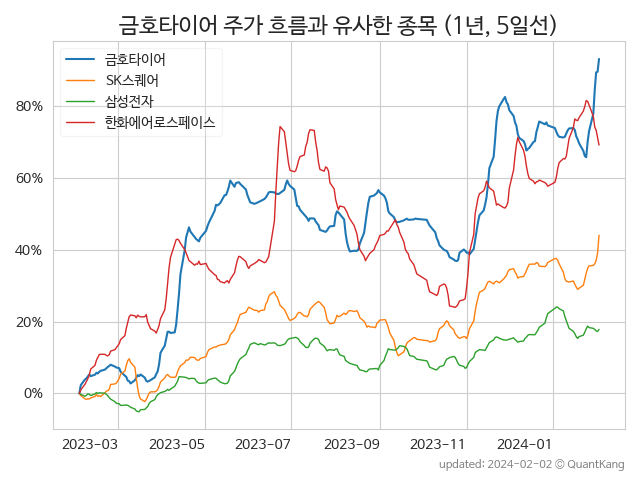 금호타이어 주가 흐름과 유사한 종목 (1년, 5일선)
금호타이어
SK스퀘어
삼성전자
한화에어로스페이스
80%
60%
40%
20%
0%
2023-03 2023-05 2023-07 2023-09 2023-11 2024-01
updated: 2024-02-02 © QuantKang